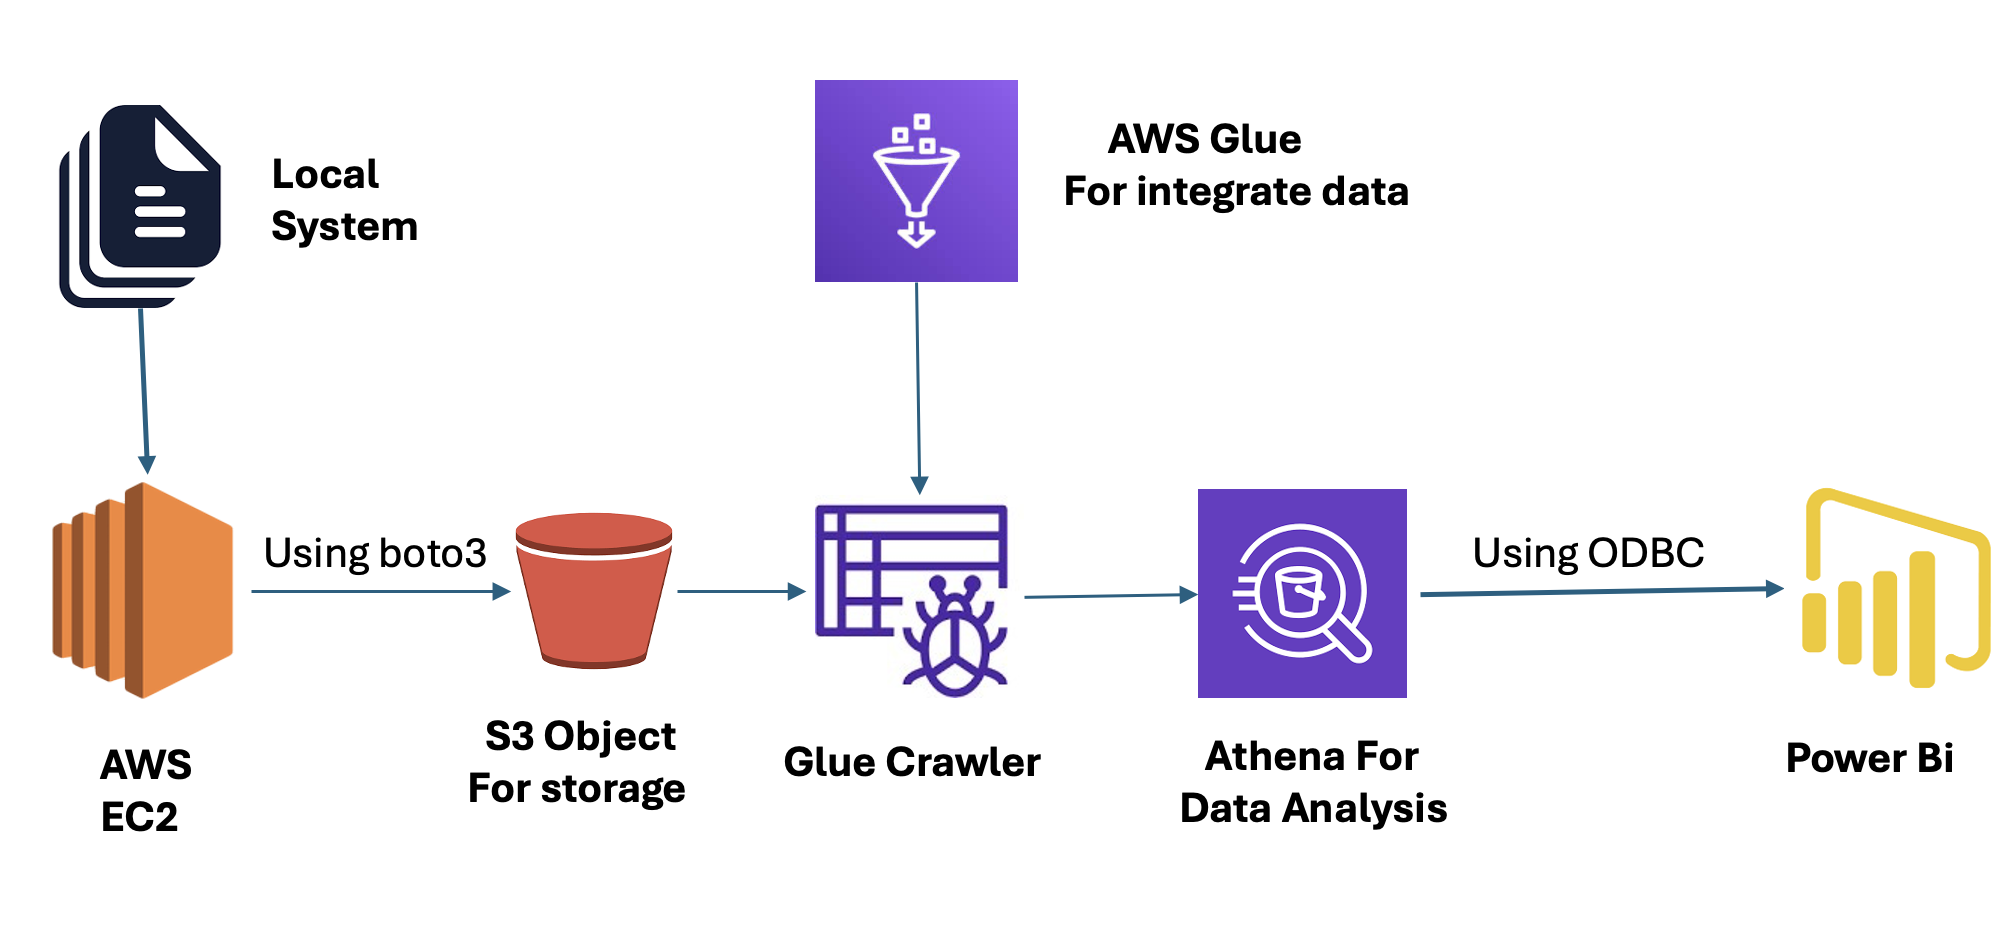 Local
System
AWS Glue
For integrate data
Using boto3
Using ODBC
AWS
EC2
S3 Object
For storage
Glue Crawler
Athena For
Data Analysis
Power Bi